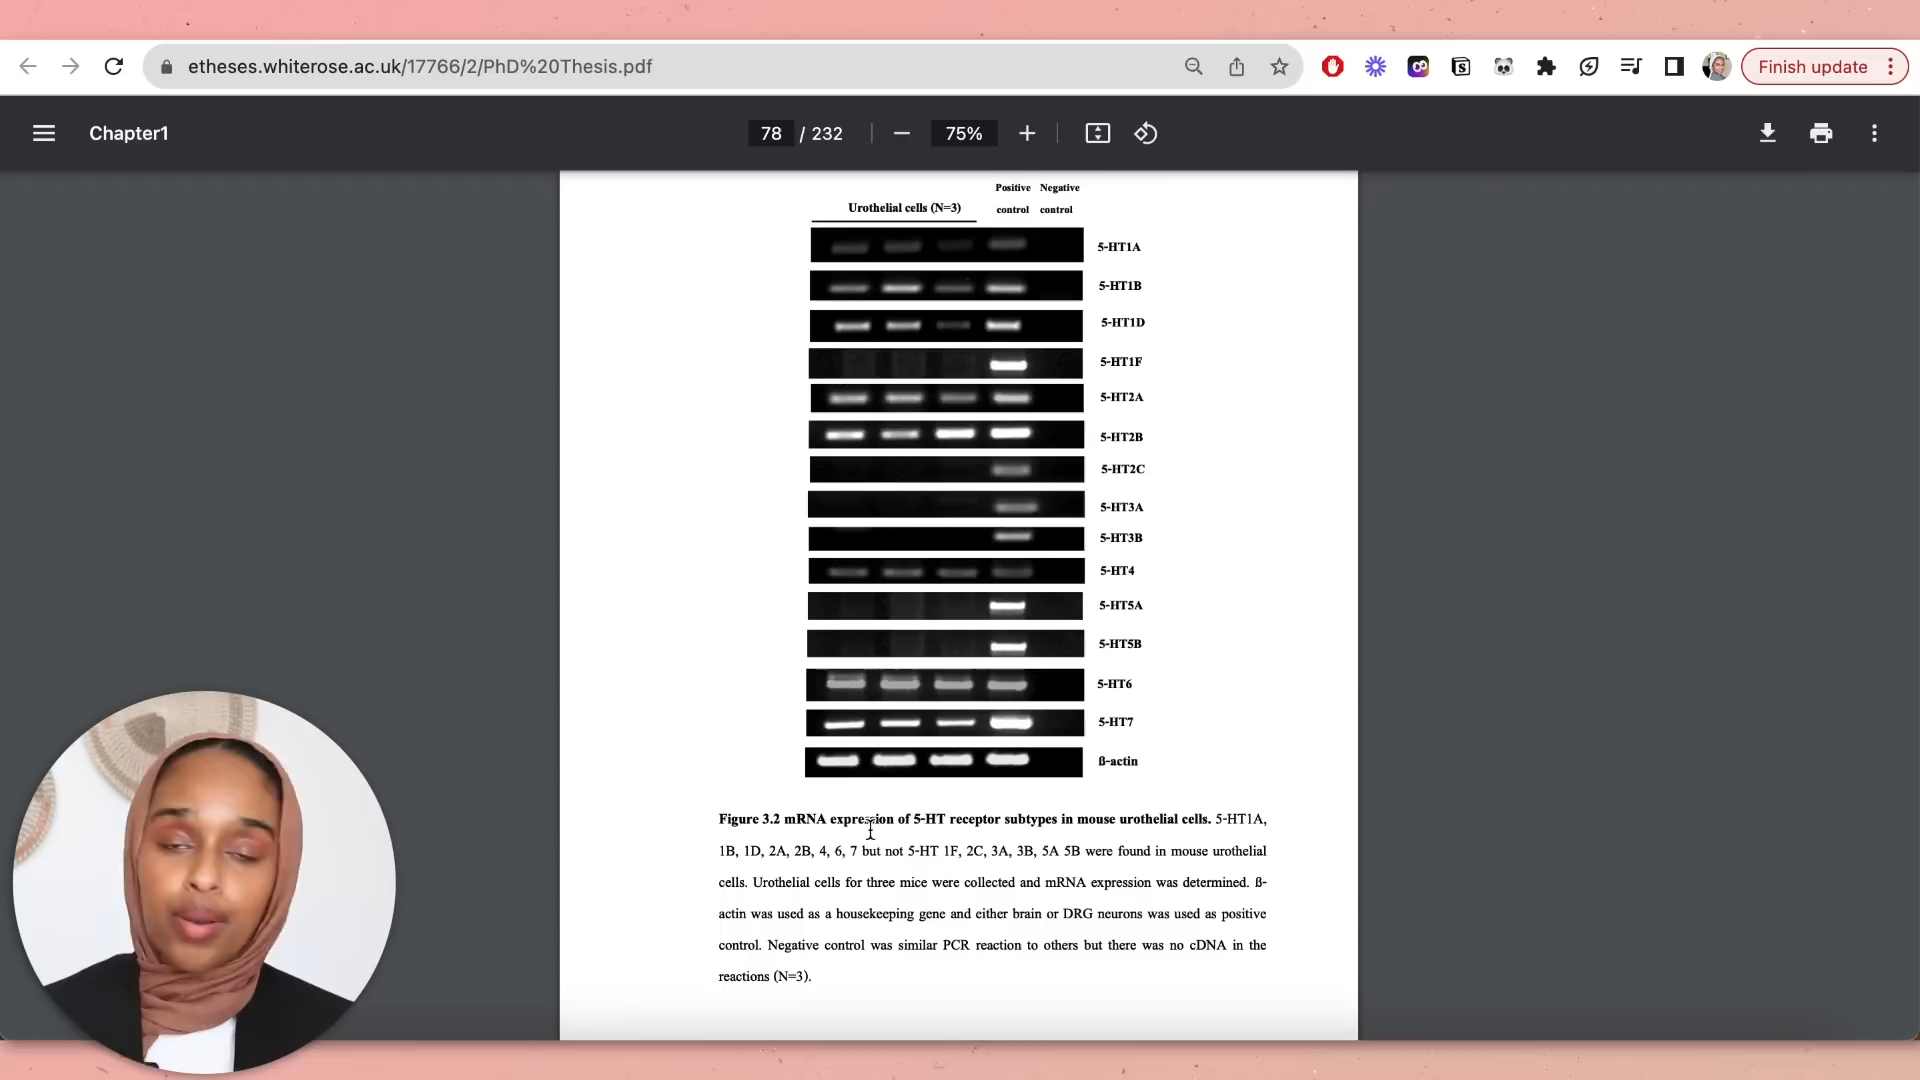 etheses.whiterose.ac.uk/17766/2/PhD%20Thesis.pdf
Finish update
Chapter1
78 / 232
75%
Positive Negative
Urothelial cells (N=3)
control control
5-HT1A
5-HT1B
5-HT1D
5-HT1F
5-HT2A
5-HT2B
5-HT2C
5-HT3A
5-HT3B
5-HT4
5-HT5A
5-HT5B
5-HT6
5-HT7
ß-actin
Figure 3.2 mRNA expression of 5-HT receptor subtypes in mouse urothelial cells. 5-HT1A,
1B, 1D, 2A, 2B, 4, 6, 7 but not 5-HT 1F, 2C, 3A, 3B, 5A 5B were found in mouse urothelial
cells. Urothelial cells for three mice were collected and mRNA expression was determined. ß-
actin was used as a housekeeping gene and either brain or DRG neurons was used as positive
control. Negative control was similar PCR reaction to others but there was no cDNA in the
reactions (N=3).